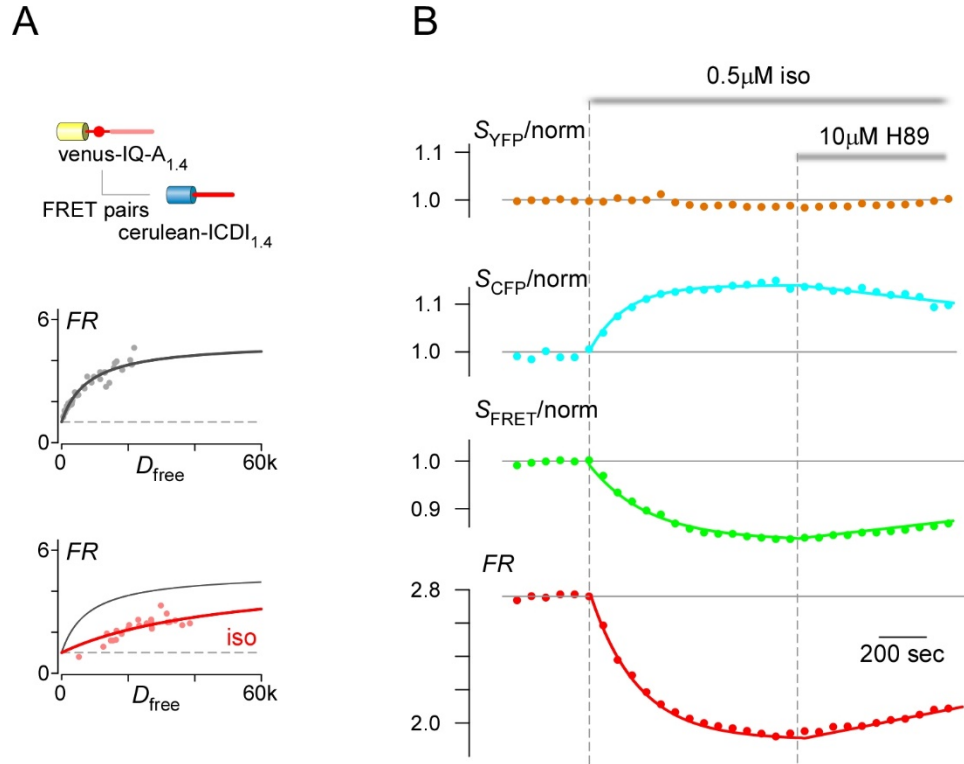 A
venus-IQ-A1.4
FRET pairs
cerulean-ICDI1.4
6
FR
0
0
Dfree
60k
6
FR
iso
0
0
Dfree
60k
B
0.5μM iso
SYFP/norm
10μM H89
1.1
1.0
SCFP/norm
1.1
1.0
SFRET/norm
1.0
0.9
FR
2.8
200 sec
2.0